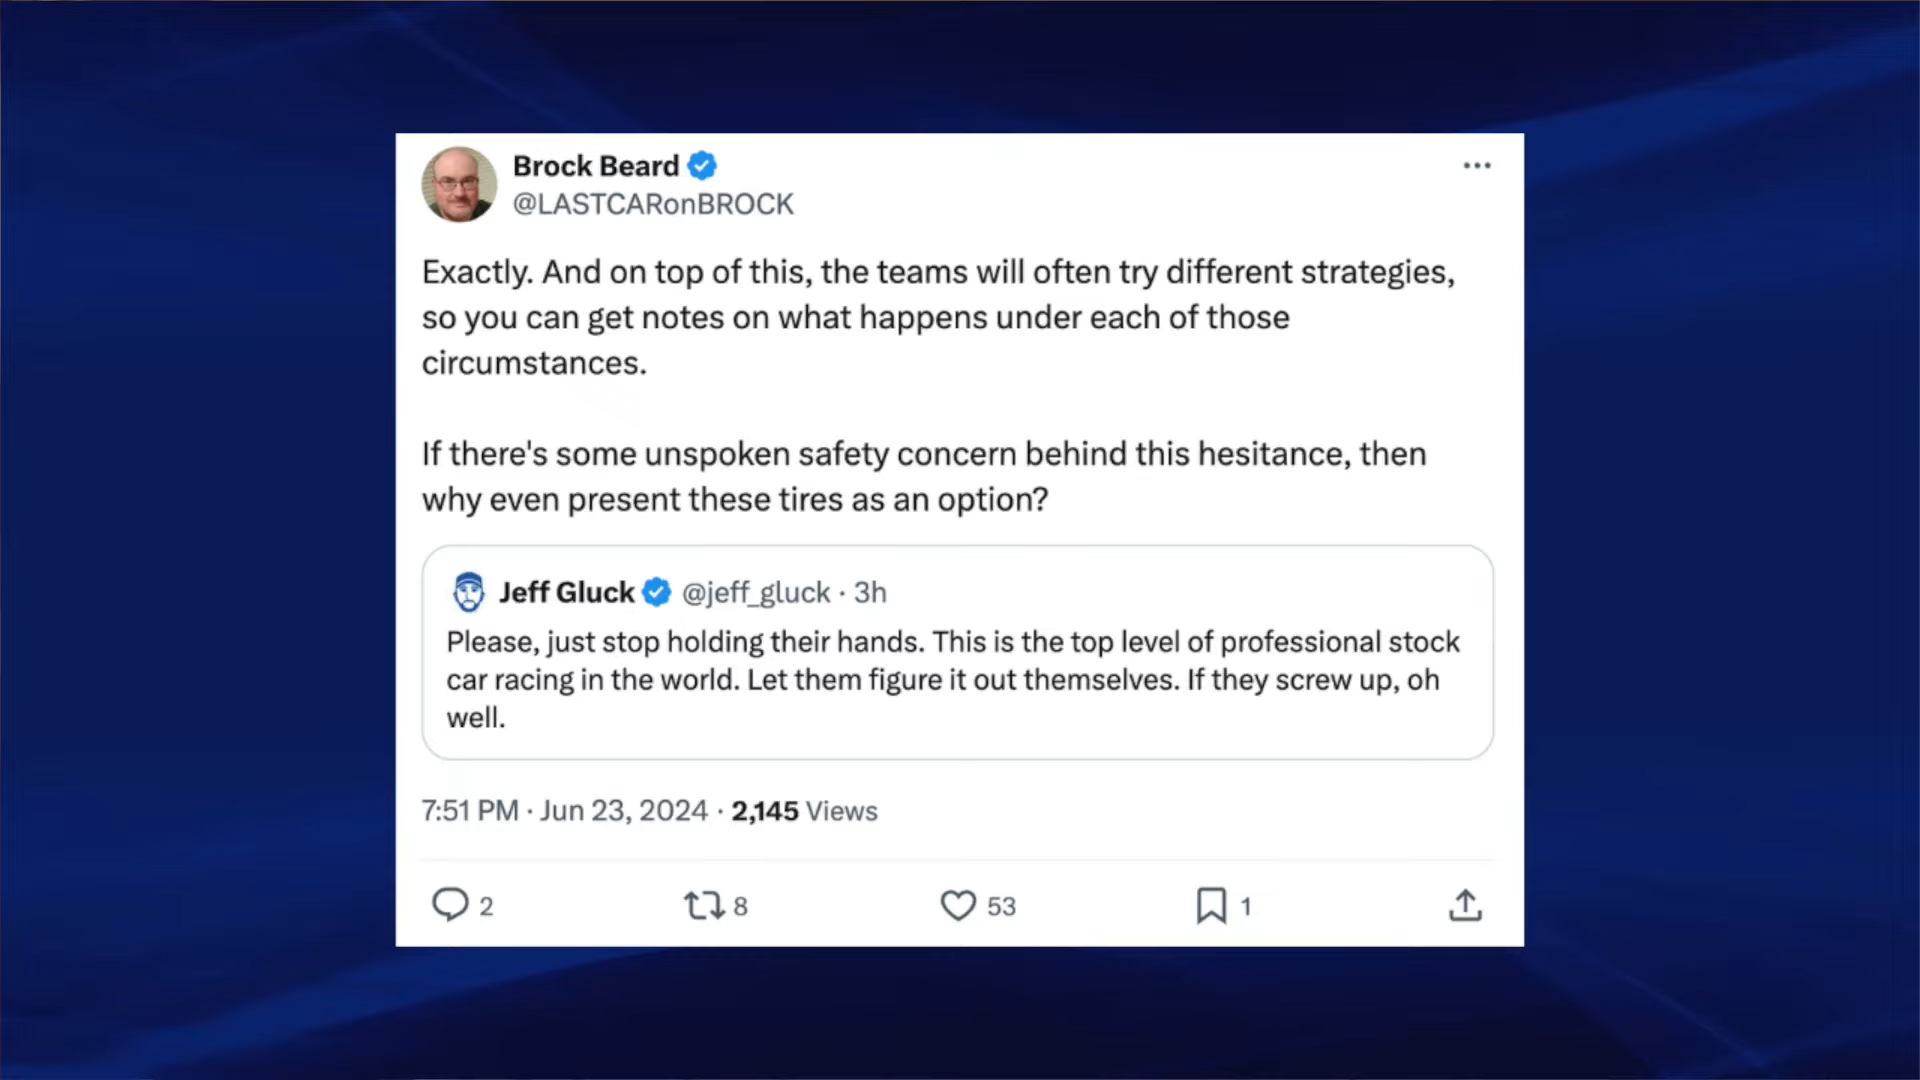 Brock Beard
@LASTCARonBROCK
Exactly. And on top of this, the teams will often try different strategies,
so you can get notes on what happens under each of those
circumstances.
If there's some unspoken safety concern behind this hesitance, then
why even present these tires as an option?
Jeff Gluck @jeff_gluck · 3h
Please, just stop holding their hands. This is the top level of professional stock
car racing in the world. Let them figure it out themselves. If they screw up, oh
well.
7:51 PM · Jun 23, 2024 · 2,145 Views
2 8 53 1